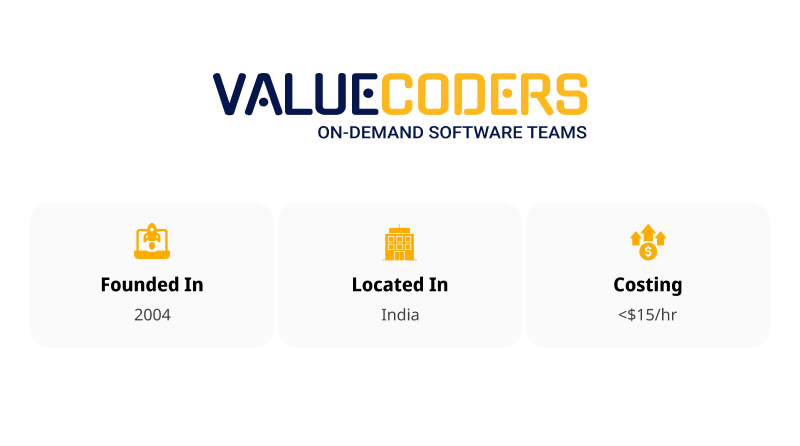 VALUECODERS
ON-DEMAND SOFTWARE TEAMS
Founded In
2004
Located In
India
Costing
<$15/hr